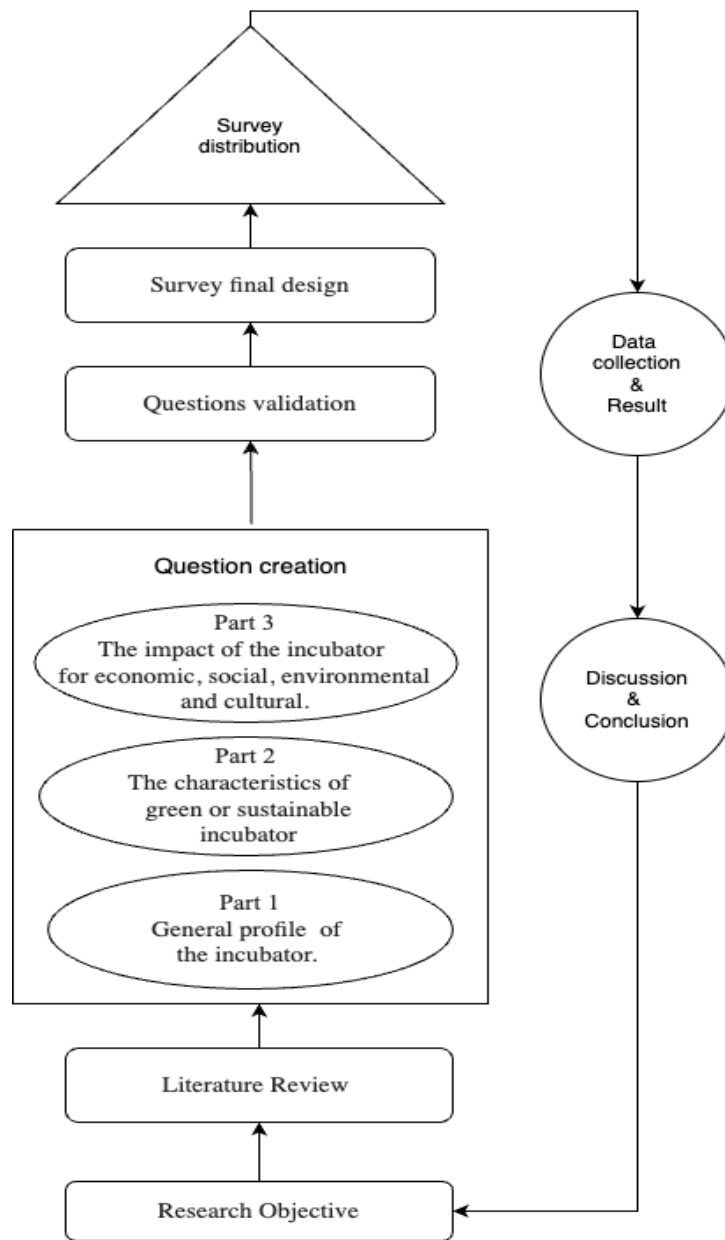 Survey
distribution
Survey final design
Questions validation
Question creation
Part 3
The impact of the incubator
for economic, social, environmental
and cultural.
Part 2
The characteristics of
green or sustainable
incubator
Part 1
General profile of
the incubator.
Literature Review
Research Objective
Data
collection
&
Result
Discussion
&
Conclusion